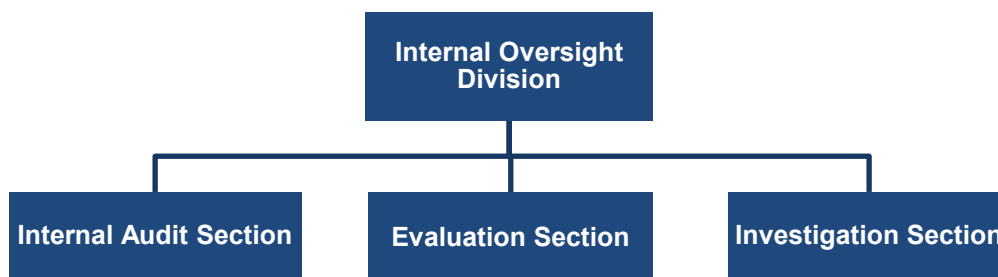 Internal Oversight
Division
Internal Audit Section
Evaluation Section
Investigation Section